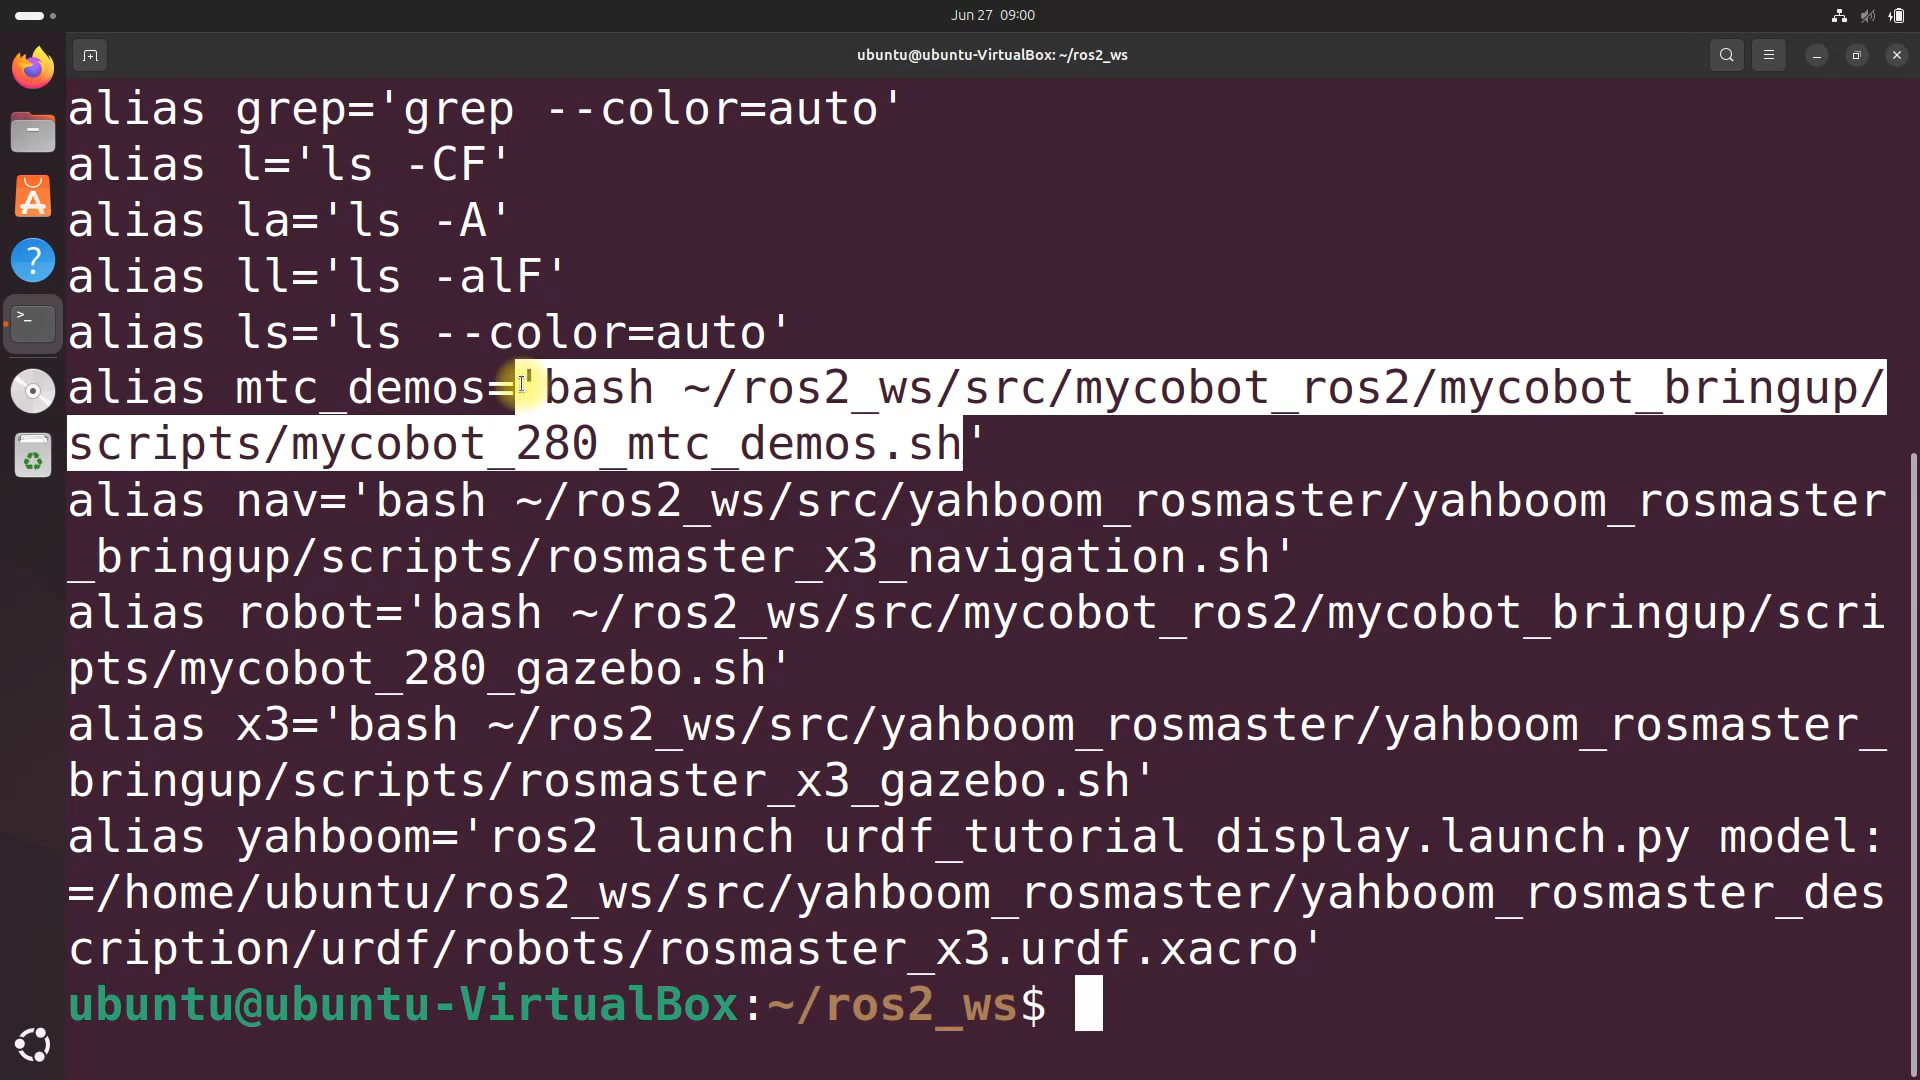 Jun 27 09:00
ubuntu@ubuntu-VirtualBox: ~/ros2_ws
alias grep='grep --color=auto'
alias l='ls -CF'
alias la='ls -A'
alias ll='ls -alF'
alias ls='ls --color=auto'
alias mtc_demos='bash ~/ros2_ws/src/mycobot_ros2/mycobot_bringup/
scripts/mycobot_280_mtc_demos.sh'
alias nav='bash ~/ros2_ws/src/yahboom_rosmaster/yahboom_rosmaster
_bringup/scripts/rosmaster_x3_navigation.sh'
alias robot='bash ~/ros2_ws/src/mycobot_ros2/mycobot_bringup/scri
pts/mycobot_280_gazebo.sh'
alias x3='bash ~/ros2_ws/src/yahboom_rosmaster/yahboom_rosmaster_
bringup/scripts/rosmaster_x3_gazebo.sh'
alias yahboom='ros2 launch urdf_tutorial display.launch.py model:
=/home/ubuntu/ros2_ws/src/yahboom_rosmaster/yahboom_rosmaster_des
cription/urdf/robots/rosmaster_x3.urdf.xacro'
ubuntu@ubuntu-VirtualBox:~/ros2_ws$